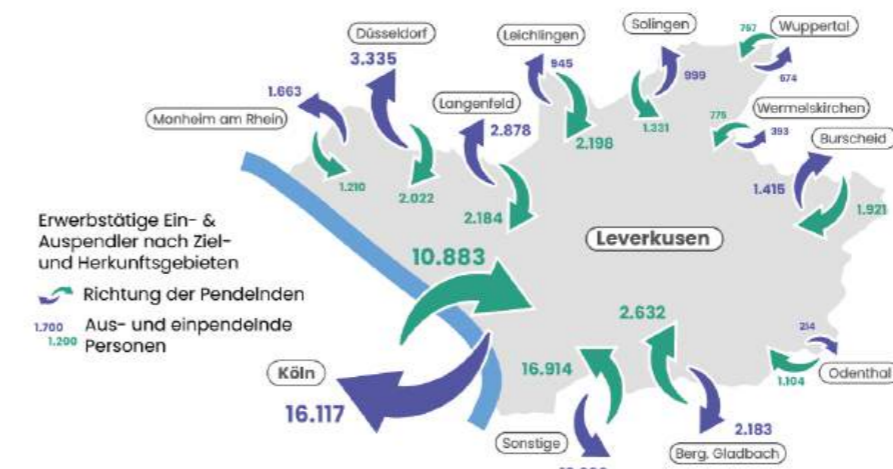 Düsseldorf
3.335
Leichlingen
945
2.198
Solingen
999
1.331
Wuppertal
767
674
Monheim am Rhein
1.663
1.210
2.022
Langenfeld
2.878
2.184
Wermelskirchen
775
393
Burscheid
1.415
1.921
Leverkusen
Erwerbstätige Ein- &
Auspendler nach Ziel-
und Herkunftsgebieten
Richtung der Pendelnden
1.700
1.200
Aus- und einpendelnde
Personen
10.883
Köln
16.117
16.914
Sonstige
2.632
2.183
Berg. Gladbach
Odenthal
1.104